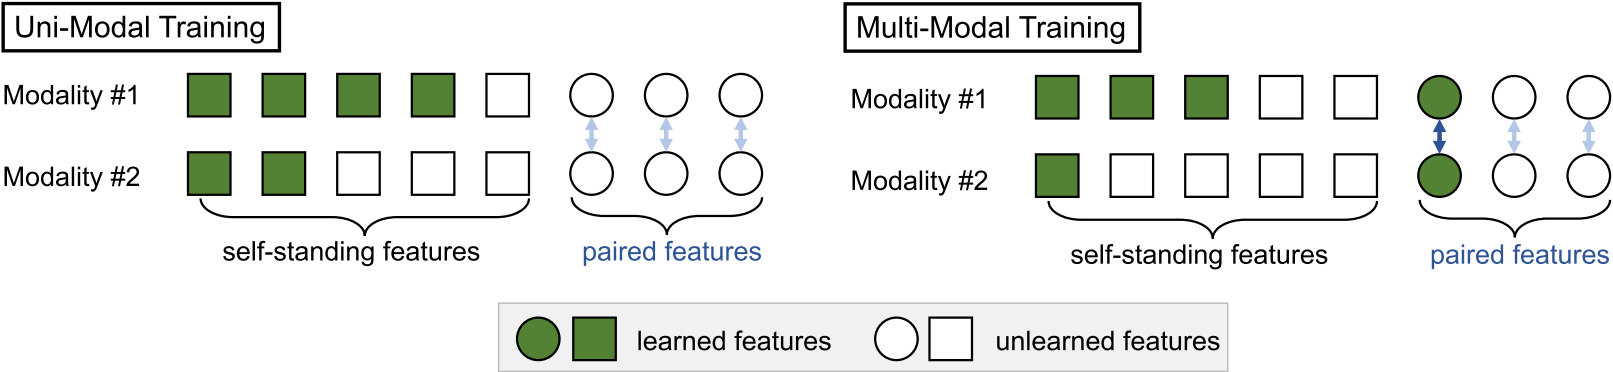 Uni-Modal Training
Modality #1
Modality #2
self-standing features
paired features
Multi-Modal Training
Modality #1
Modality #2
self-standing features
paired features
learned features
unlearned features